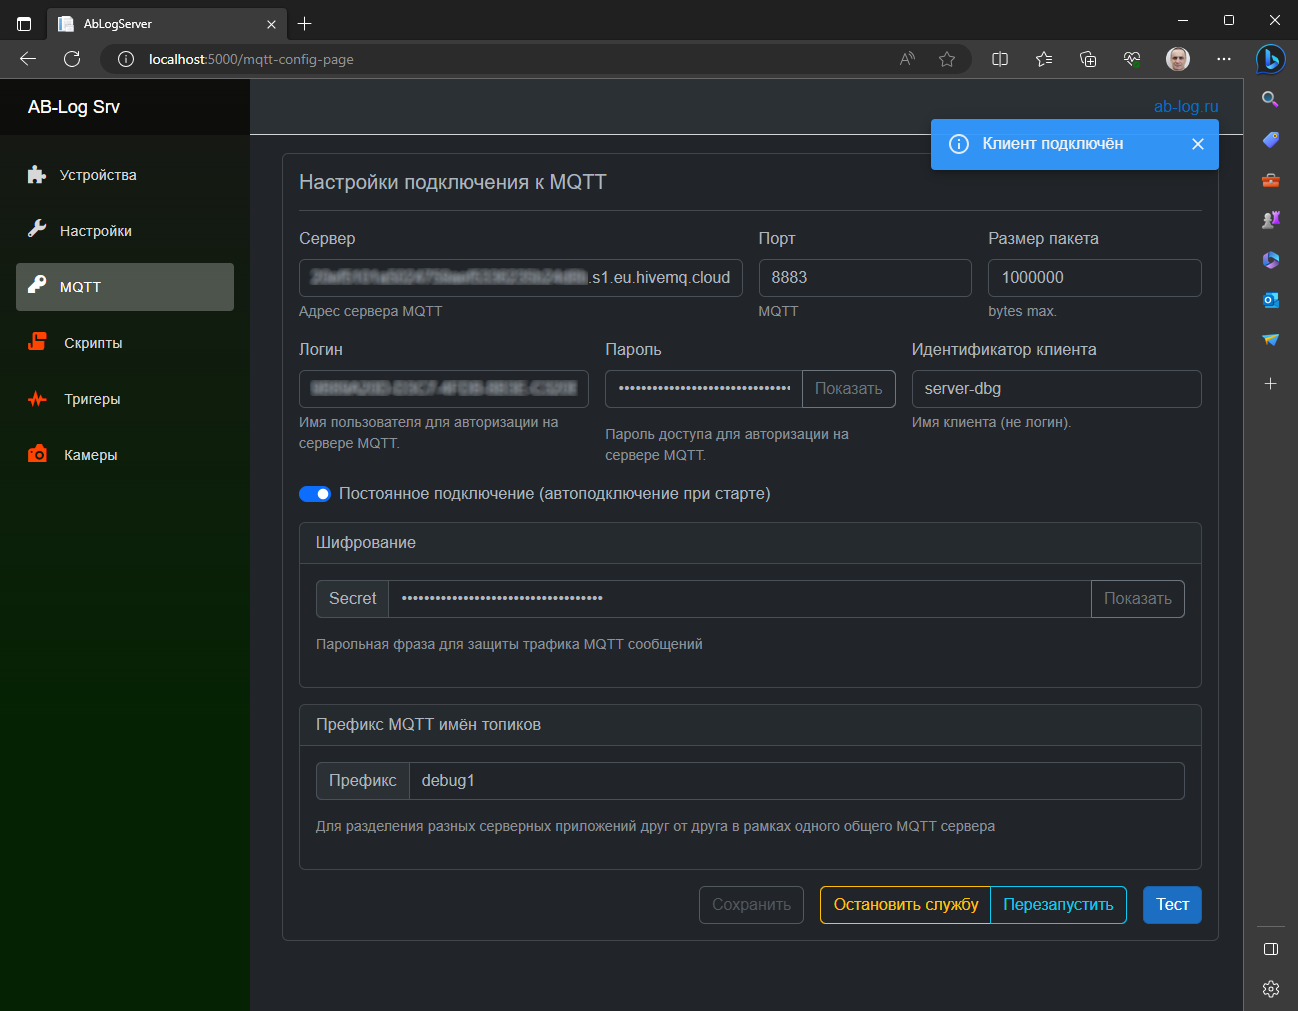 AbLogServer
localhost:5000/mqtt-config-page
AB-Log Srv
ab-log.ru
Клиент подключён
Устройства
Настройки
MQTT
Скрипты
Тригеры
Камеры
Настройки подключения к MQTT
Сервер
Порт
Размер пакета
.s1.eu.hivemq.cloud
8883
1000000
Адрес сервера MQTT
MQTT
bytes max.
Логин
Пароль
Идентификатор клиента
Показать
server-dbg
Имя пользователя для авторизации на
сервере MQTT.
Пароль доступа для авторизации на
сервере MQTT.
Имя клиента (не логин).
Постоянное подключение (автоподключение при старте)
Шифрование
Secret
Показать
Парольная фраза для защиты трафика MQTT сообщений
Префикс MQTT имён топиков
Префикс
debug1
Для разделения разных серверных приложений друг от друга в рамках одного общего MQTT сервера
Сохранить
Остановить службу
Перезапустить
Тест